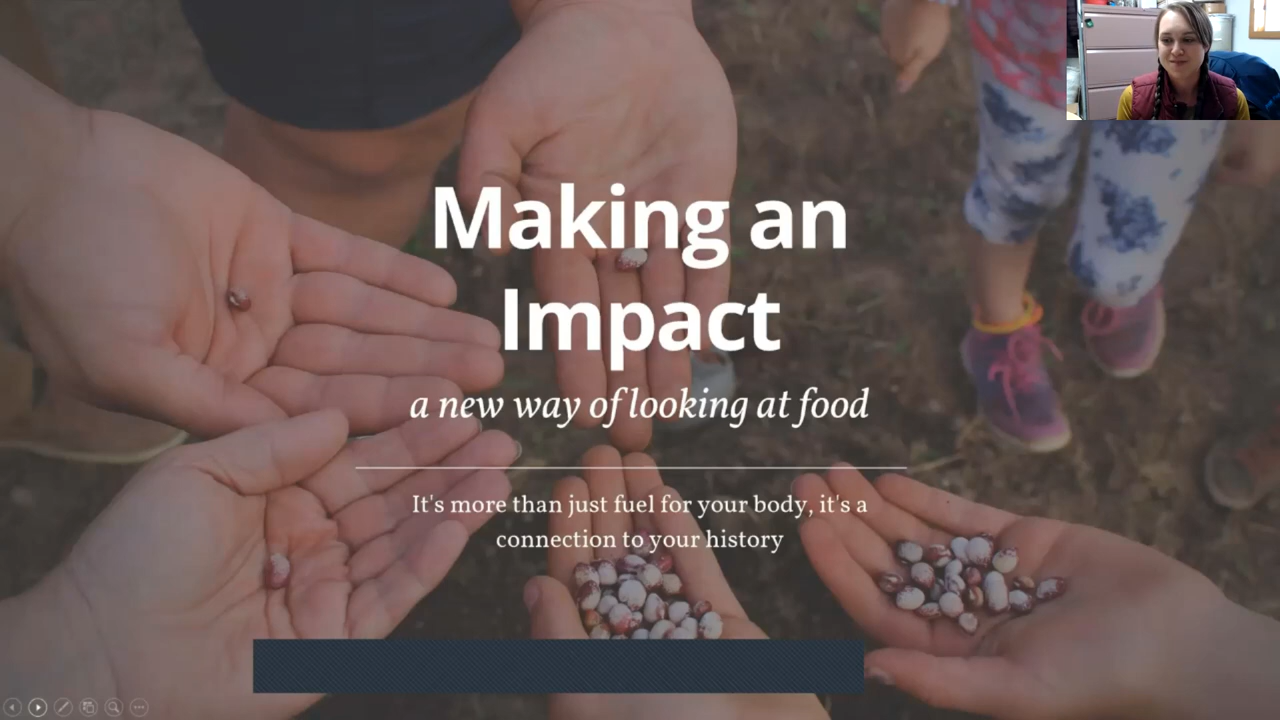 Making an
Impact
a new way of looking at food
It's more than just fuel for your body, it's a
connection to your history